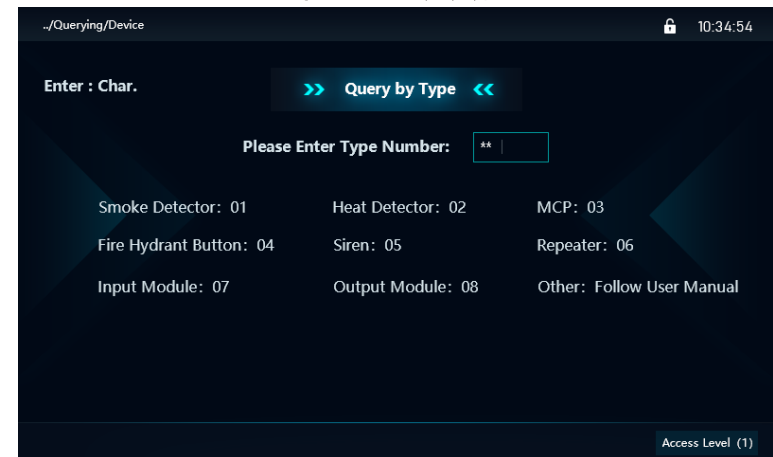 ../Querying/Device 10:34:54
Enter : Char. >> Query by Type <<
Please Enter Type Number: **
Smoke Detector: 01 Heat Detector: 02 MCP: 03
Fire Hydrant Button: 04 Siren: 05 Repeater: 06
Input Module: 07 Output Module: 08 Other: Follow User Manual
Access Level (1)